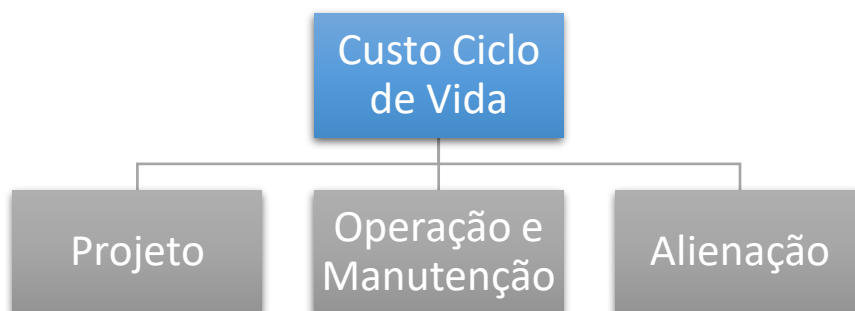 Custo Ciclo
de Vida
Projeto
Operação e
Manutenção
Alienação